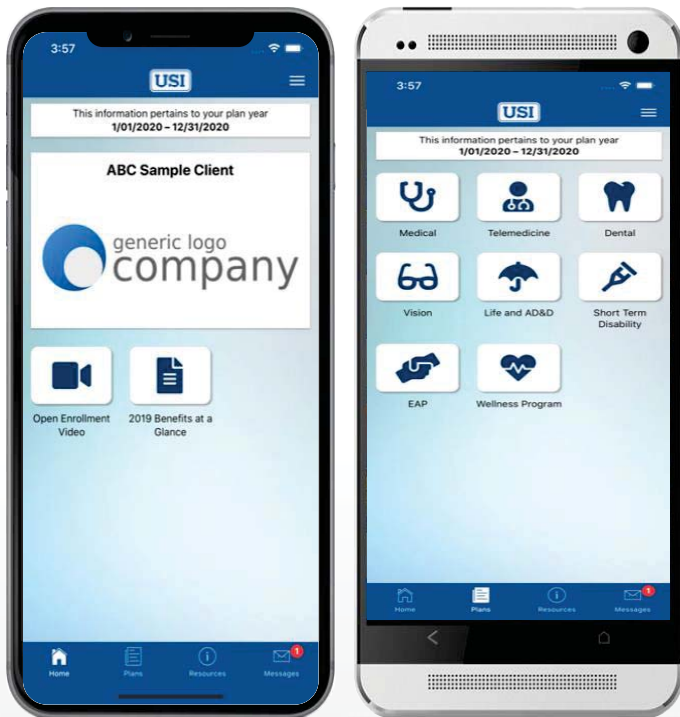 3:57
USI
This information pertains to your plan year
1/01/2020 – 12/31/2020
ABC Sample Client
generic logo
company
Open Enrollment
Video
2019 Benefits at a
Glance
Home
Plans
Resources
1
Messages
3:57
USI
This information pertains to your plan year
1/01/2020 – 12/31/2020
Medical
Telemedicine
Dental
Vision
Life and AD&D
Short Term
Disability
EAP
Wellness Program
Home
Plans
Resources
1
Messages